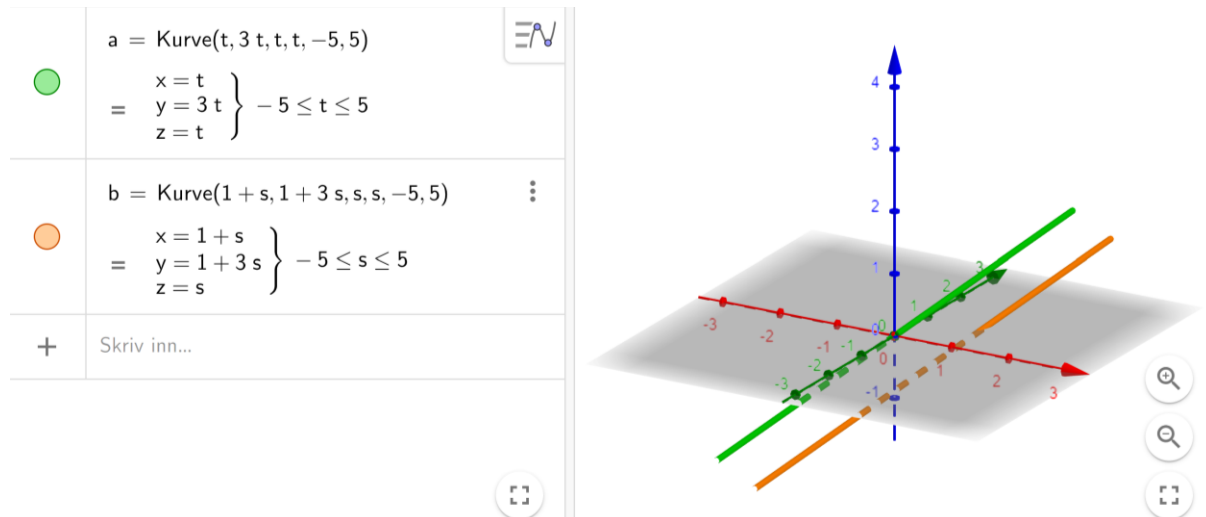 a = Kurve(t, 3 t, t, t, −5, 5)
x = t
= y = 3 t } − 5 ≤ t ≤ 5
z = t
b = Kurve(1 + s, 1 + 3 s, s, s, −5, 5)
x = 1 + s
= y = 1 + 3 s } − 5 ≤ s ≤ 5
z = s
+ Skriv inn...
4
3
2
1
0
-1
-3
-2
-1
0
1
2
3
-3
-2
-1
0
1
2
3